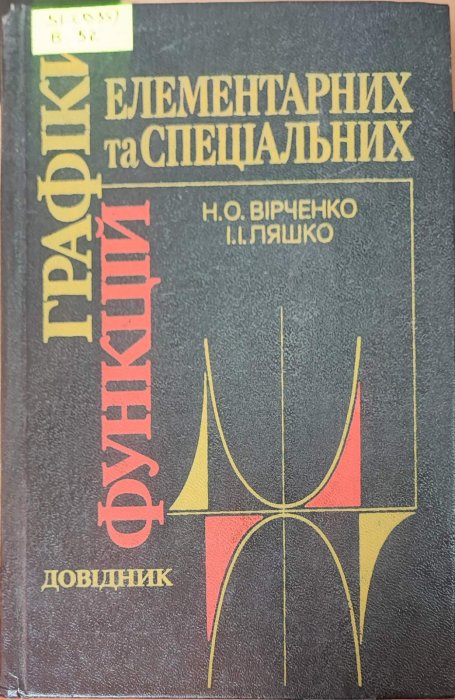 ГРАФІКИ
ЕЛЕМЕНТАРНИХ
та СПЕЦІАЛЬНИХ
ФУНКЦІЙ
Н.О. ВІРЧЕНКО
І.І. ЛЯШКО
ДОВІДНИК